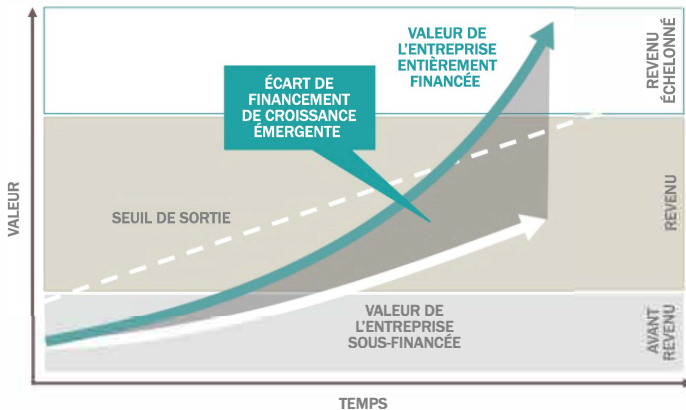 VALEUR DE
L'ENTREPRISE
ENTIÈREMENT
FINANCÉE
REVENU
ÉCHELONNÉ
ÉCART DE
FINANCEMENT
DE CROISSANCE
ÉMERGENTE
VALEUR
SEUIL DE SORTIE
REVENU
VALEUR DE
L'ENTREPRISE
SOUS-FINANCÉE
AVANT
REVENU
TEMPS